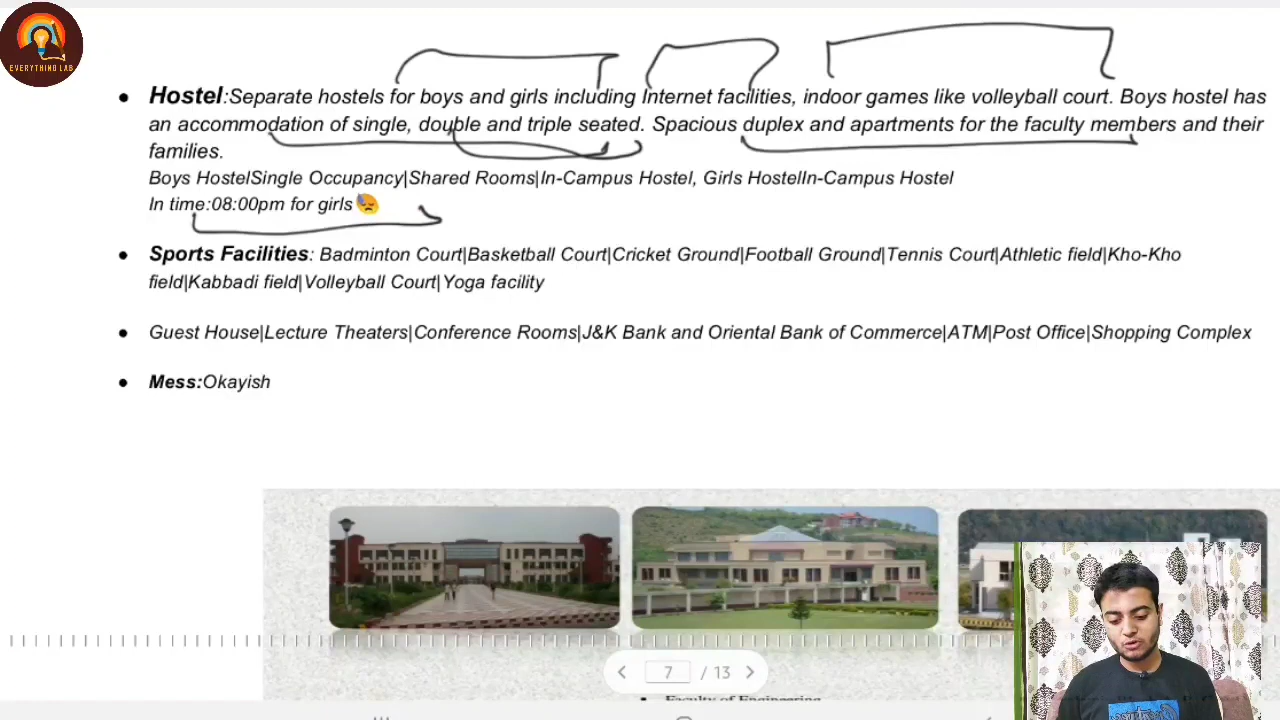 EVERYTHING LAB
• Hostel:Separate hostels for boys and girls including Internet facilities, indoor games like volleyball court. Boys hostel has
an accommodation of single, double and triple seated. Spacious duplex and apartments for the faculty members and their
families.
Boys HostelSingle Occupancy|Shared Rooms|In-Campus Hostel, Girls HostelIn-Campus Hostel
In time:08:00pm for girls😓
• Sports Facilities: Badminton Court|Basketball Court|Cricket Ground|Football Ground|Tennis Court|Athletic field|Kho-Kho
field|Kabbadi field|Volleyball Court|Yoga facility
• Guest House|Lecture Theaters|Conference Rooms|J&K Bank and Oriental Bank of Commerce|ATM|Post Office|Shopping Complex
• Mess:Okayish
7 / 13
Faculty of Engineering